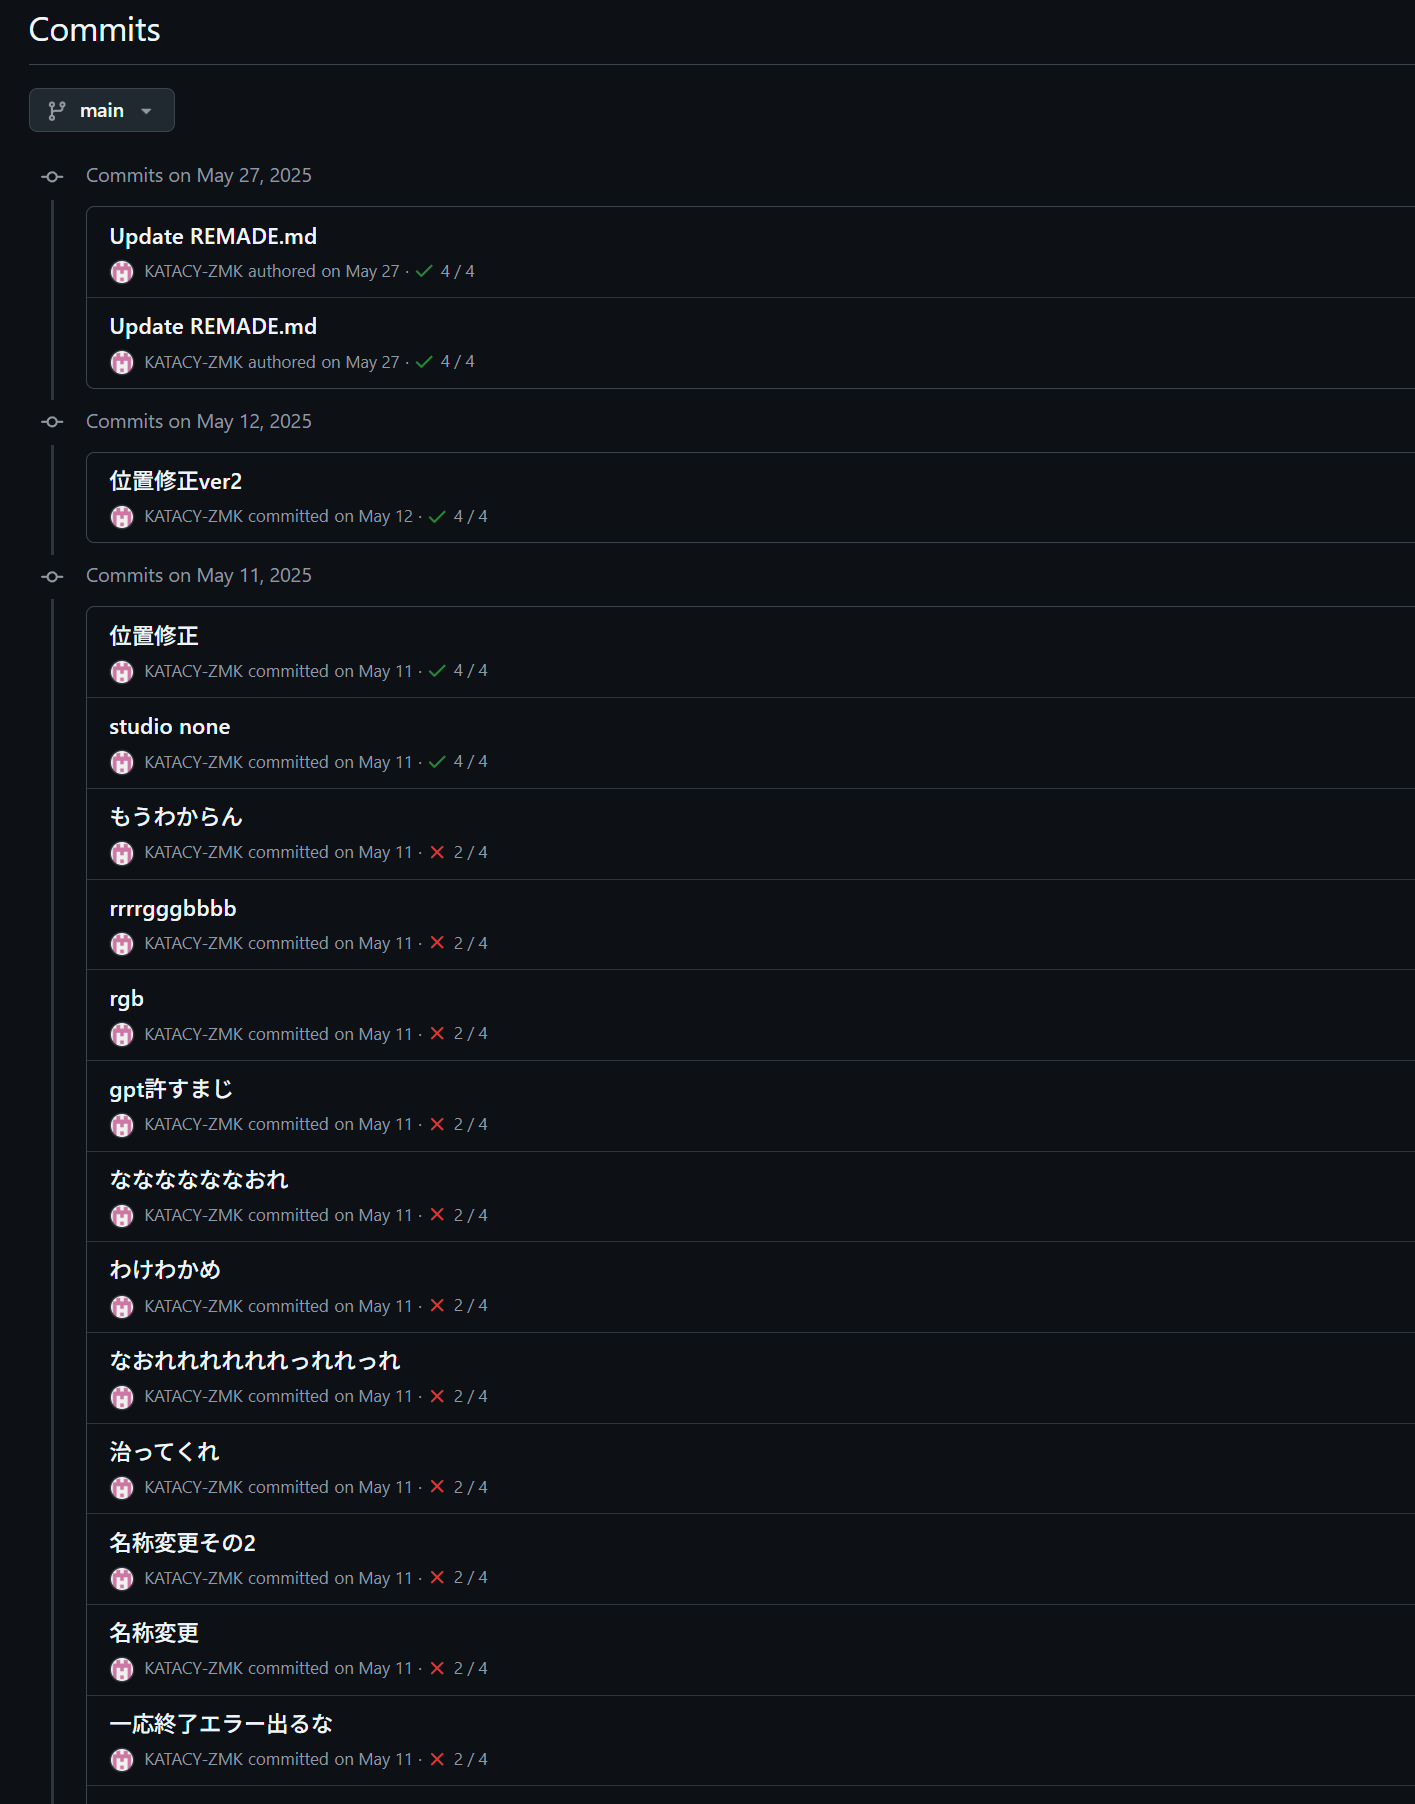 Commits
main
Commits on May 27, 2025
Update REMADE.md
KATACY-ZMK authored on May 27 · 4 / 4
Update REMADE.md
KATACY-ZMK authored on May 27 · 4 / 4
Commits on May 12, 2025
位置修正ver2
KATACY-ZMK committed on May 12 · 4 / 4
Commits on May 11, 2025
位置修正
KATACY-ZMK committed on May 11 · 4 / 4
studio none
KATACY-ZMK committed on May 11 · 4 / 4
もうわからん
KATACY-ZMK committed on May 11 · 2 / 4
rrrrgggbbbb
KATACY-ZMK committed on May 11 · 2 / 4
rgb
KATACY-ZMK committed on May 11 · 2 / 4
gpt許すまじ
KATACY-ZMK committed on May 11 · 2 / 4
ななななななおれ
KATACY-ZMK committed on May 11 · 2 / 4
わけわかめ
KATACY-ZMK committed on May 11 · 2 / 4
なおれれれれれれっれれっれ
KATACY-ZMK committed on May 11 · 2 / 4
治ってくれ
KATACY-ZMK committed on May 11 · 2 / 4
名称変更その2
KATACY-ZMK committed on May 11 · 2 / 4
名称変更
KATACY-ZMK committed on May 11 · 2 / 4
一応終了エラー出るな
KATACY-ZMK committed on May 11 · 2 / 4